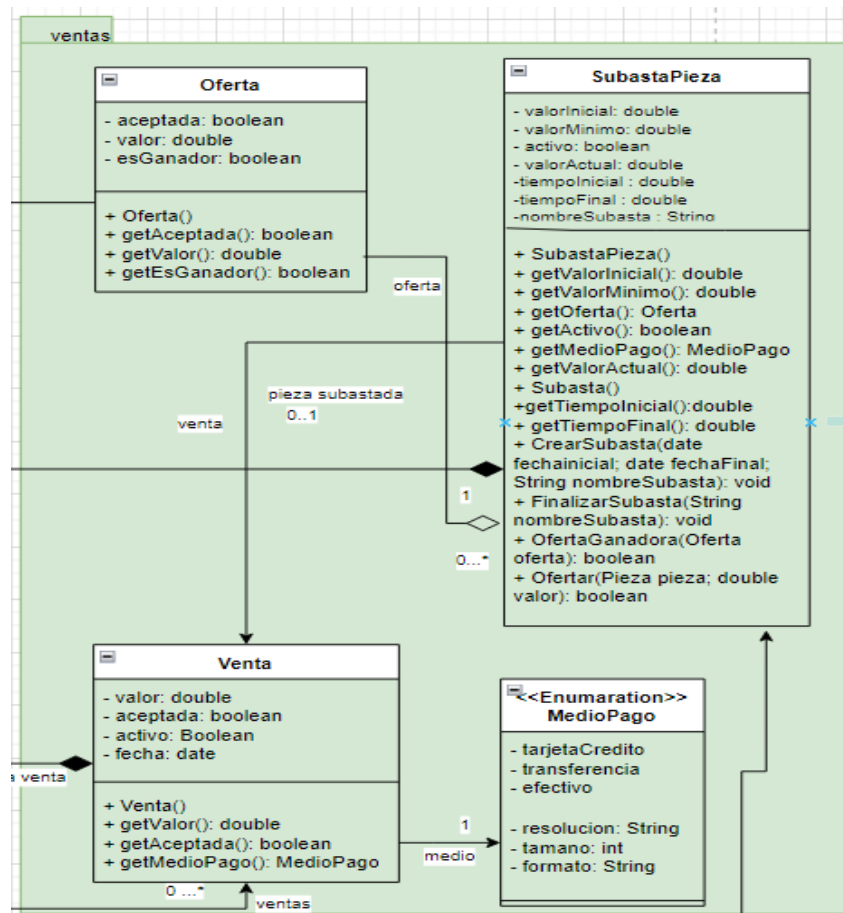 ventas
Oferta
- aceptada: boolean
- valor: double
- esGanador: boolean
+ Oferta()
+ getAceptada(): boolean
+ getValor(): double
+ getEsGanador(): boolean
SubastaPieza
- valorInicial: double
- valorMinimo: double
- activo: boolean
- valorActual: double
-tiempoInicial : double
-tiempoFinal : double
-nombreSubasta : String
+ SubastaPieza()
+ getValorInicial(): double
+ getValorMinimo(): double
+ getOferta(): Oferta
+ getActivo(): boolean
+ getMedioPago(): MedioPago
+ getValorActual(): double
+ Subasta()
+getTiempoInicial():double
+ getTiempoFinal(): double
+ CrearSubasta(date
fechainicial; date fechaFinal;
String nombreSubasta): void
+ FinalizarSubasta(String
nombreSubasta): void
+ OfertaGanadora(Oferta
oferta): boolean
+ Ofertar(Pieza pieza; double
valor): boolean
oferta
pieza subastada
0..1
venta
1
0...*
Venta
- valor: double
- aceptada: boolean
- activo: Boolean
- fecha: date
+ Venta()
+ getValor(): double
+ getAceptada(): boolean
+ getMedioPago(): MedioPago
a venta
0 ...*
ventas
1
medio
<<Enumaration>>
MedioPago
- tarjetaCredito
- transferencia
- efectivo
- resolucion: String
- tamano: int
- formato: String